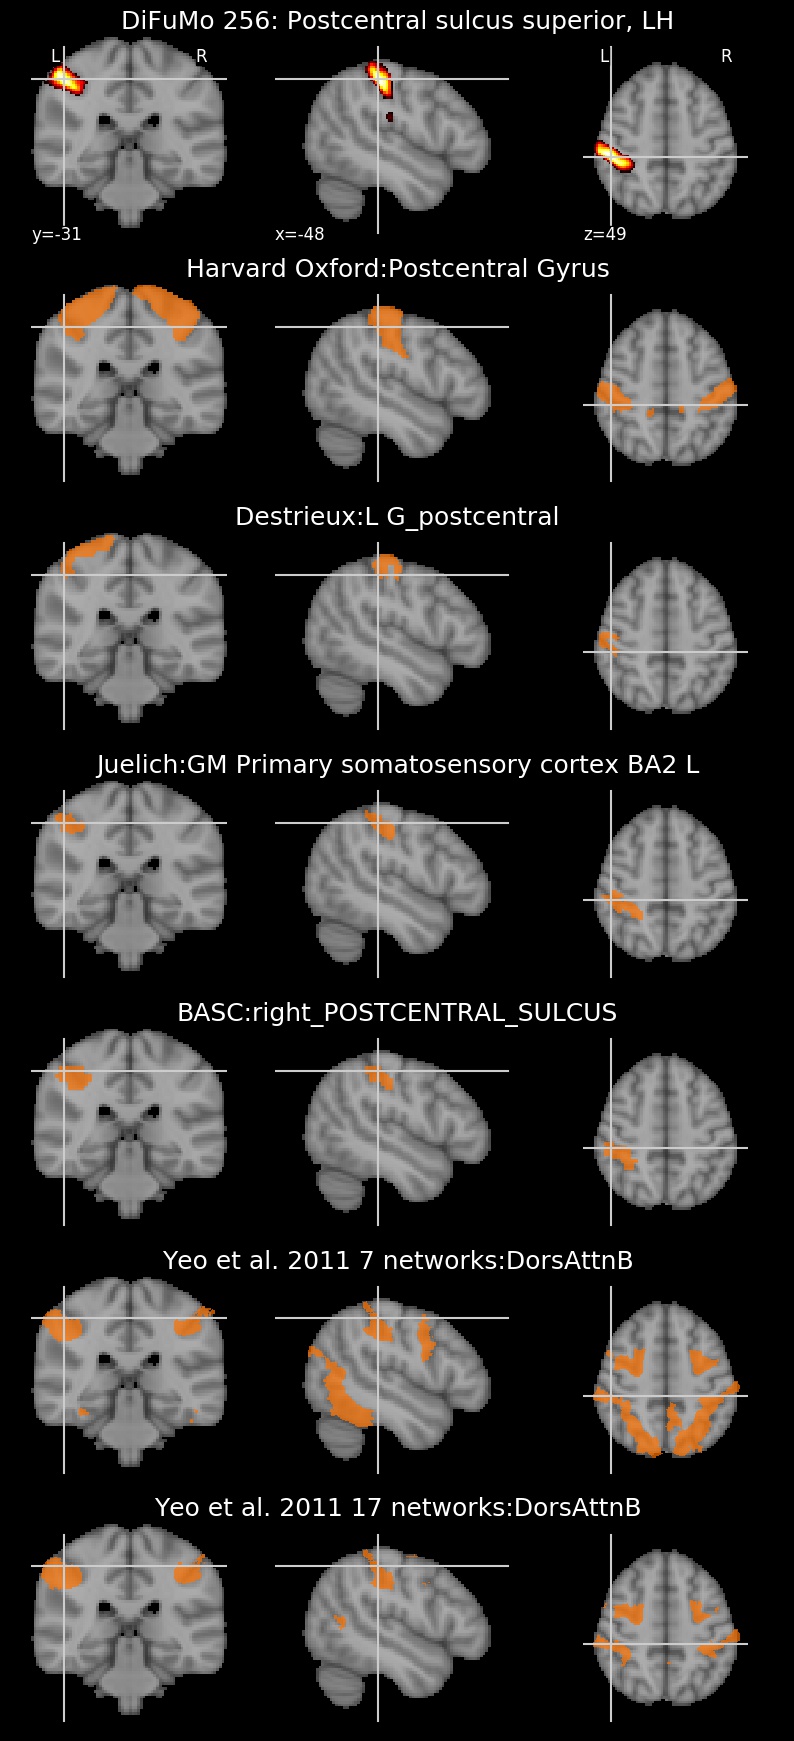 DiFuMo 256: Postcentral sulcus superior, LH
L R L R
y=-31 x=-48 z=49
Harvard Oxford:Postcentral Gyrus
Destrieux:L G_postcentral
Juelich:GM Primary somatosensory cortex BA2 L
BASC:right_POSTCENTRAL_SULCUS
Yeo et al. 2011 7 networks:DorsAttnB
Yeo et al. 2011 17 networks:DorsAttnB